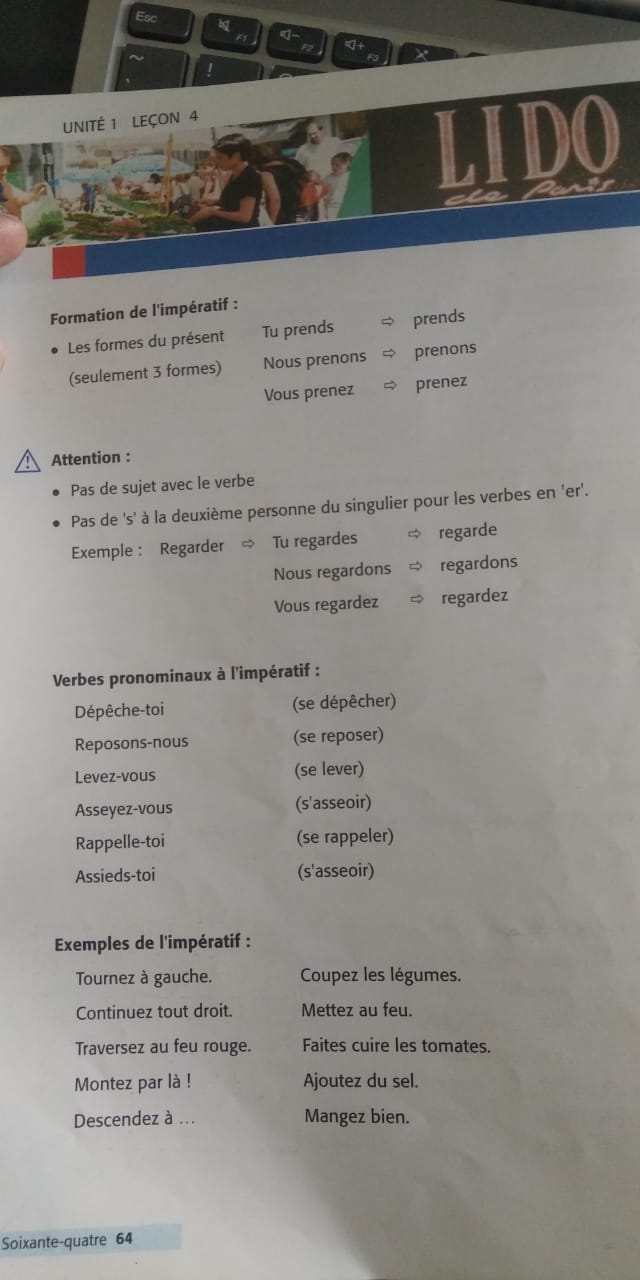 Esc
F1
F2
F3
~
!
UNITÉ 1 LEÇON 4
LIDO
de Paris
Formation de l'impératif :
• Les formes du présent Tu prends ⇨ prends
(seulement 3 formes) Nous prenons ⇨ prenons
Vous prenez ⇨ prenez
Attention :
• Pas de sujet avec le verbe
• Pas de 's' à la deuxième personne du singulier pour les verbes en 'er'.
Exemple : Regarder ⇨ Tu regardes ⇨ regarde
Nous regardons ⇨ regardons
Vous regardez ⇨ regardez
Verbes pronominaux à l'impératif :
Dépêche-toi (se dépêcher)
Reposons-nous (se reposer)
Levez-vous (se lever)
Asseyez-vous (s'asseoir)
Rappelle-toi (se rappeler)
Assieds-toi (s'asseoir)
Exemples de l'impératif :
Tournez à gauche. Coupez les légumes.
Continuez tout droit. Mettez au feu.
Traversez au feu rouge. Faites cuire les tomates.
Montez par là ! Ajoutez du sel.
Descendez à ... Mangez bien.
Soixante-quatre 64